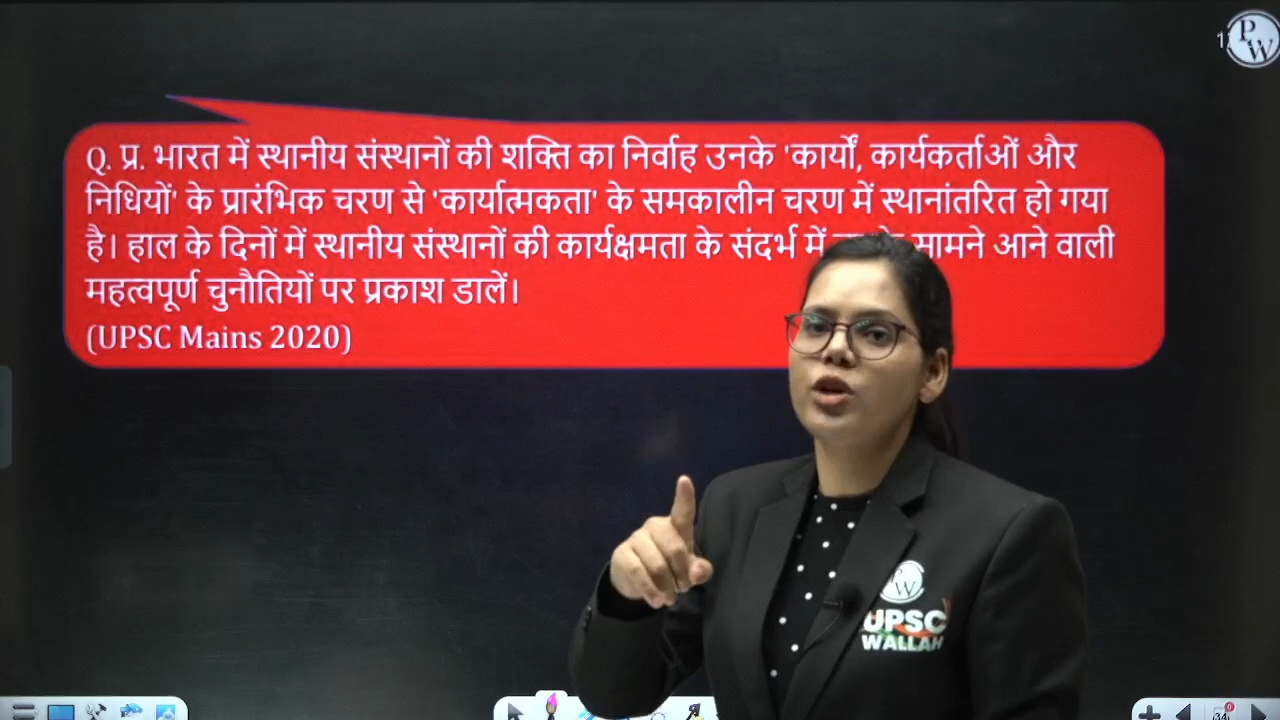 Q. प्र. भारत में स्थानीय संस्थानों की शक्ति का निर्वाह उनके 'कार्यों, कार्यकर्ताओं और
निधियों' के प्रारंभिक चरण से 'कार्यात्मकता' के समकालीन चरण में स्थानांतरित हो गया
है। हाल के दिनों में स्थानीय संस्थानों की कार्यक्षमता के संदर्भ में सामने आने वाली
महत्वपूर्ण चुनौतियों पर प्रकाश डालें।
(UPSC Mains 2020)
PW
PW
UPSC
WALLAH